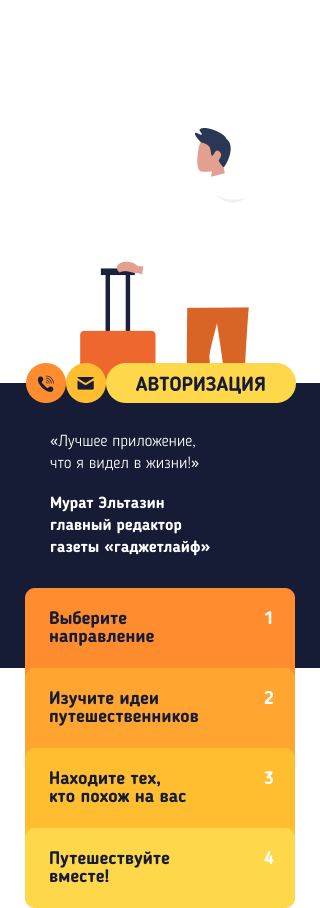 АВТОРИЗАЦИЯ
«Лучшее приложение,
что я видел в жизни!»
Мурат Эльтазин
главный редактор
газеты «гаджетлайф»
Выберите 1
направление
Изучите идеи 2
путешественников
Находите тех, 3
кто похож на вас
Путешествуйте 4
вместе!